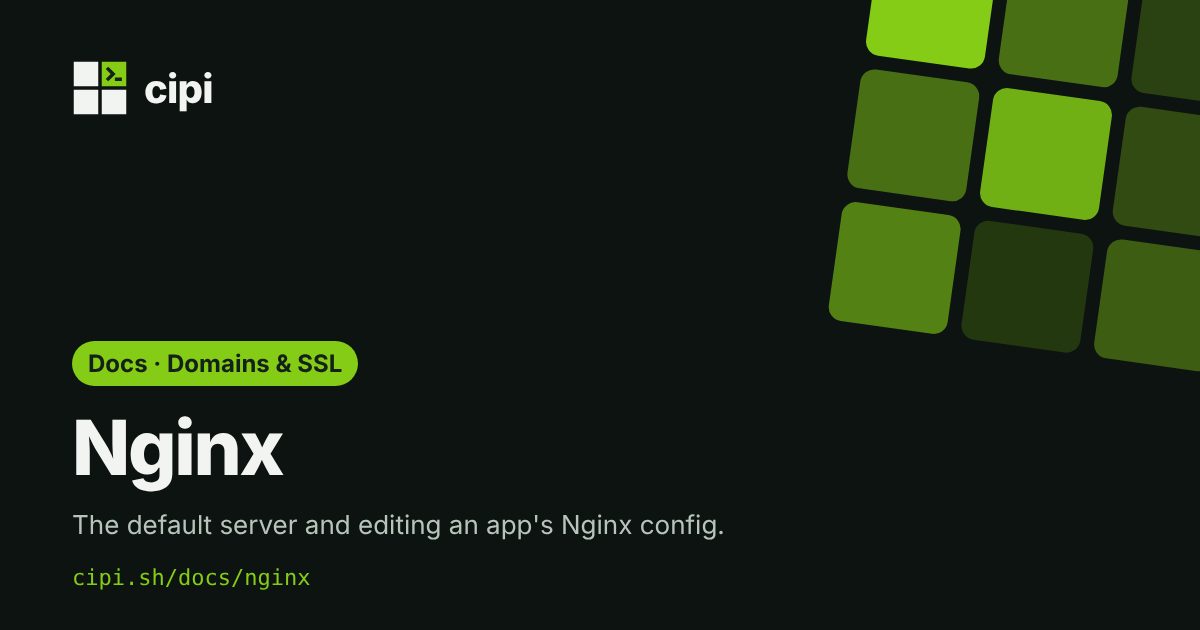 cipi
Docs · Domains & SSL
Nginx
The default server and editing an app's Nginx config.
cipi.sh/docs/nginx